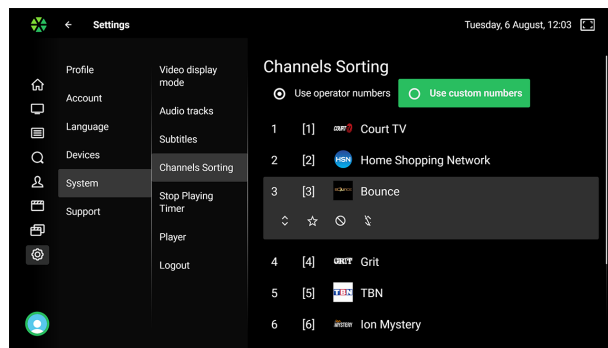 Settings
Tuesday, 6 August, 12:03
Profile
Account
Language
Devices
System
Support
Video display
mode
Audio tracks
Subtitles
Channels Sorting
Stop Playing
Timer
Player
Logout
Channels Sorting
Use operator numbers
Use custom numbers
1 [1] COURT Court TV
2 [2] HSN Home Shopping Network
3 [3] bounce Bounce
4 [4] GRIT Grit
5 [5] TBN TBN
6 [6] MYSTERY Ion Mystery